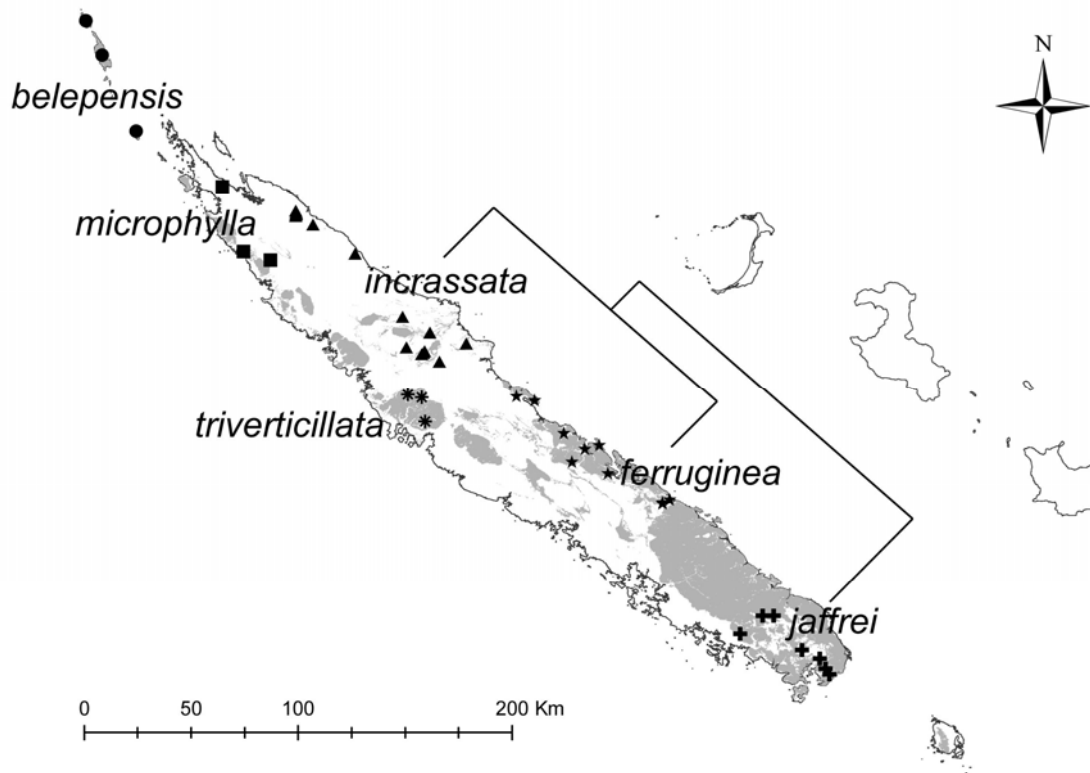 N
belepensis
microphylla
incrassata
triverticillata
ferruginea
jaffrei
0 50 100 200 Km